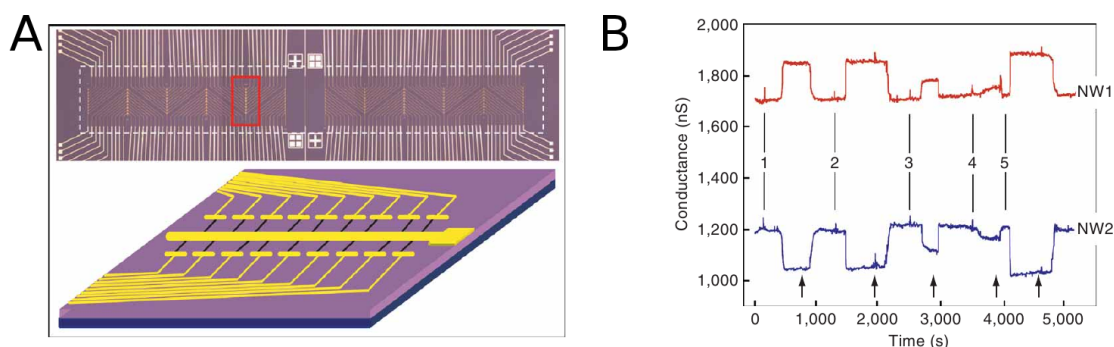 A
B
2,000
1,800
1,600
1,400
1,200
1,000
Conductance (nS)
NW1
1 2 3 4 5
NW2
0 1,000 2,000 3,000 4,000 5,000
Time (s)